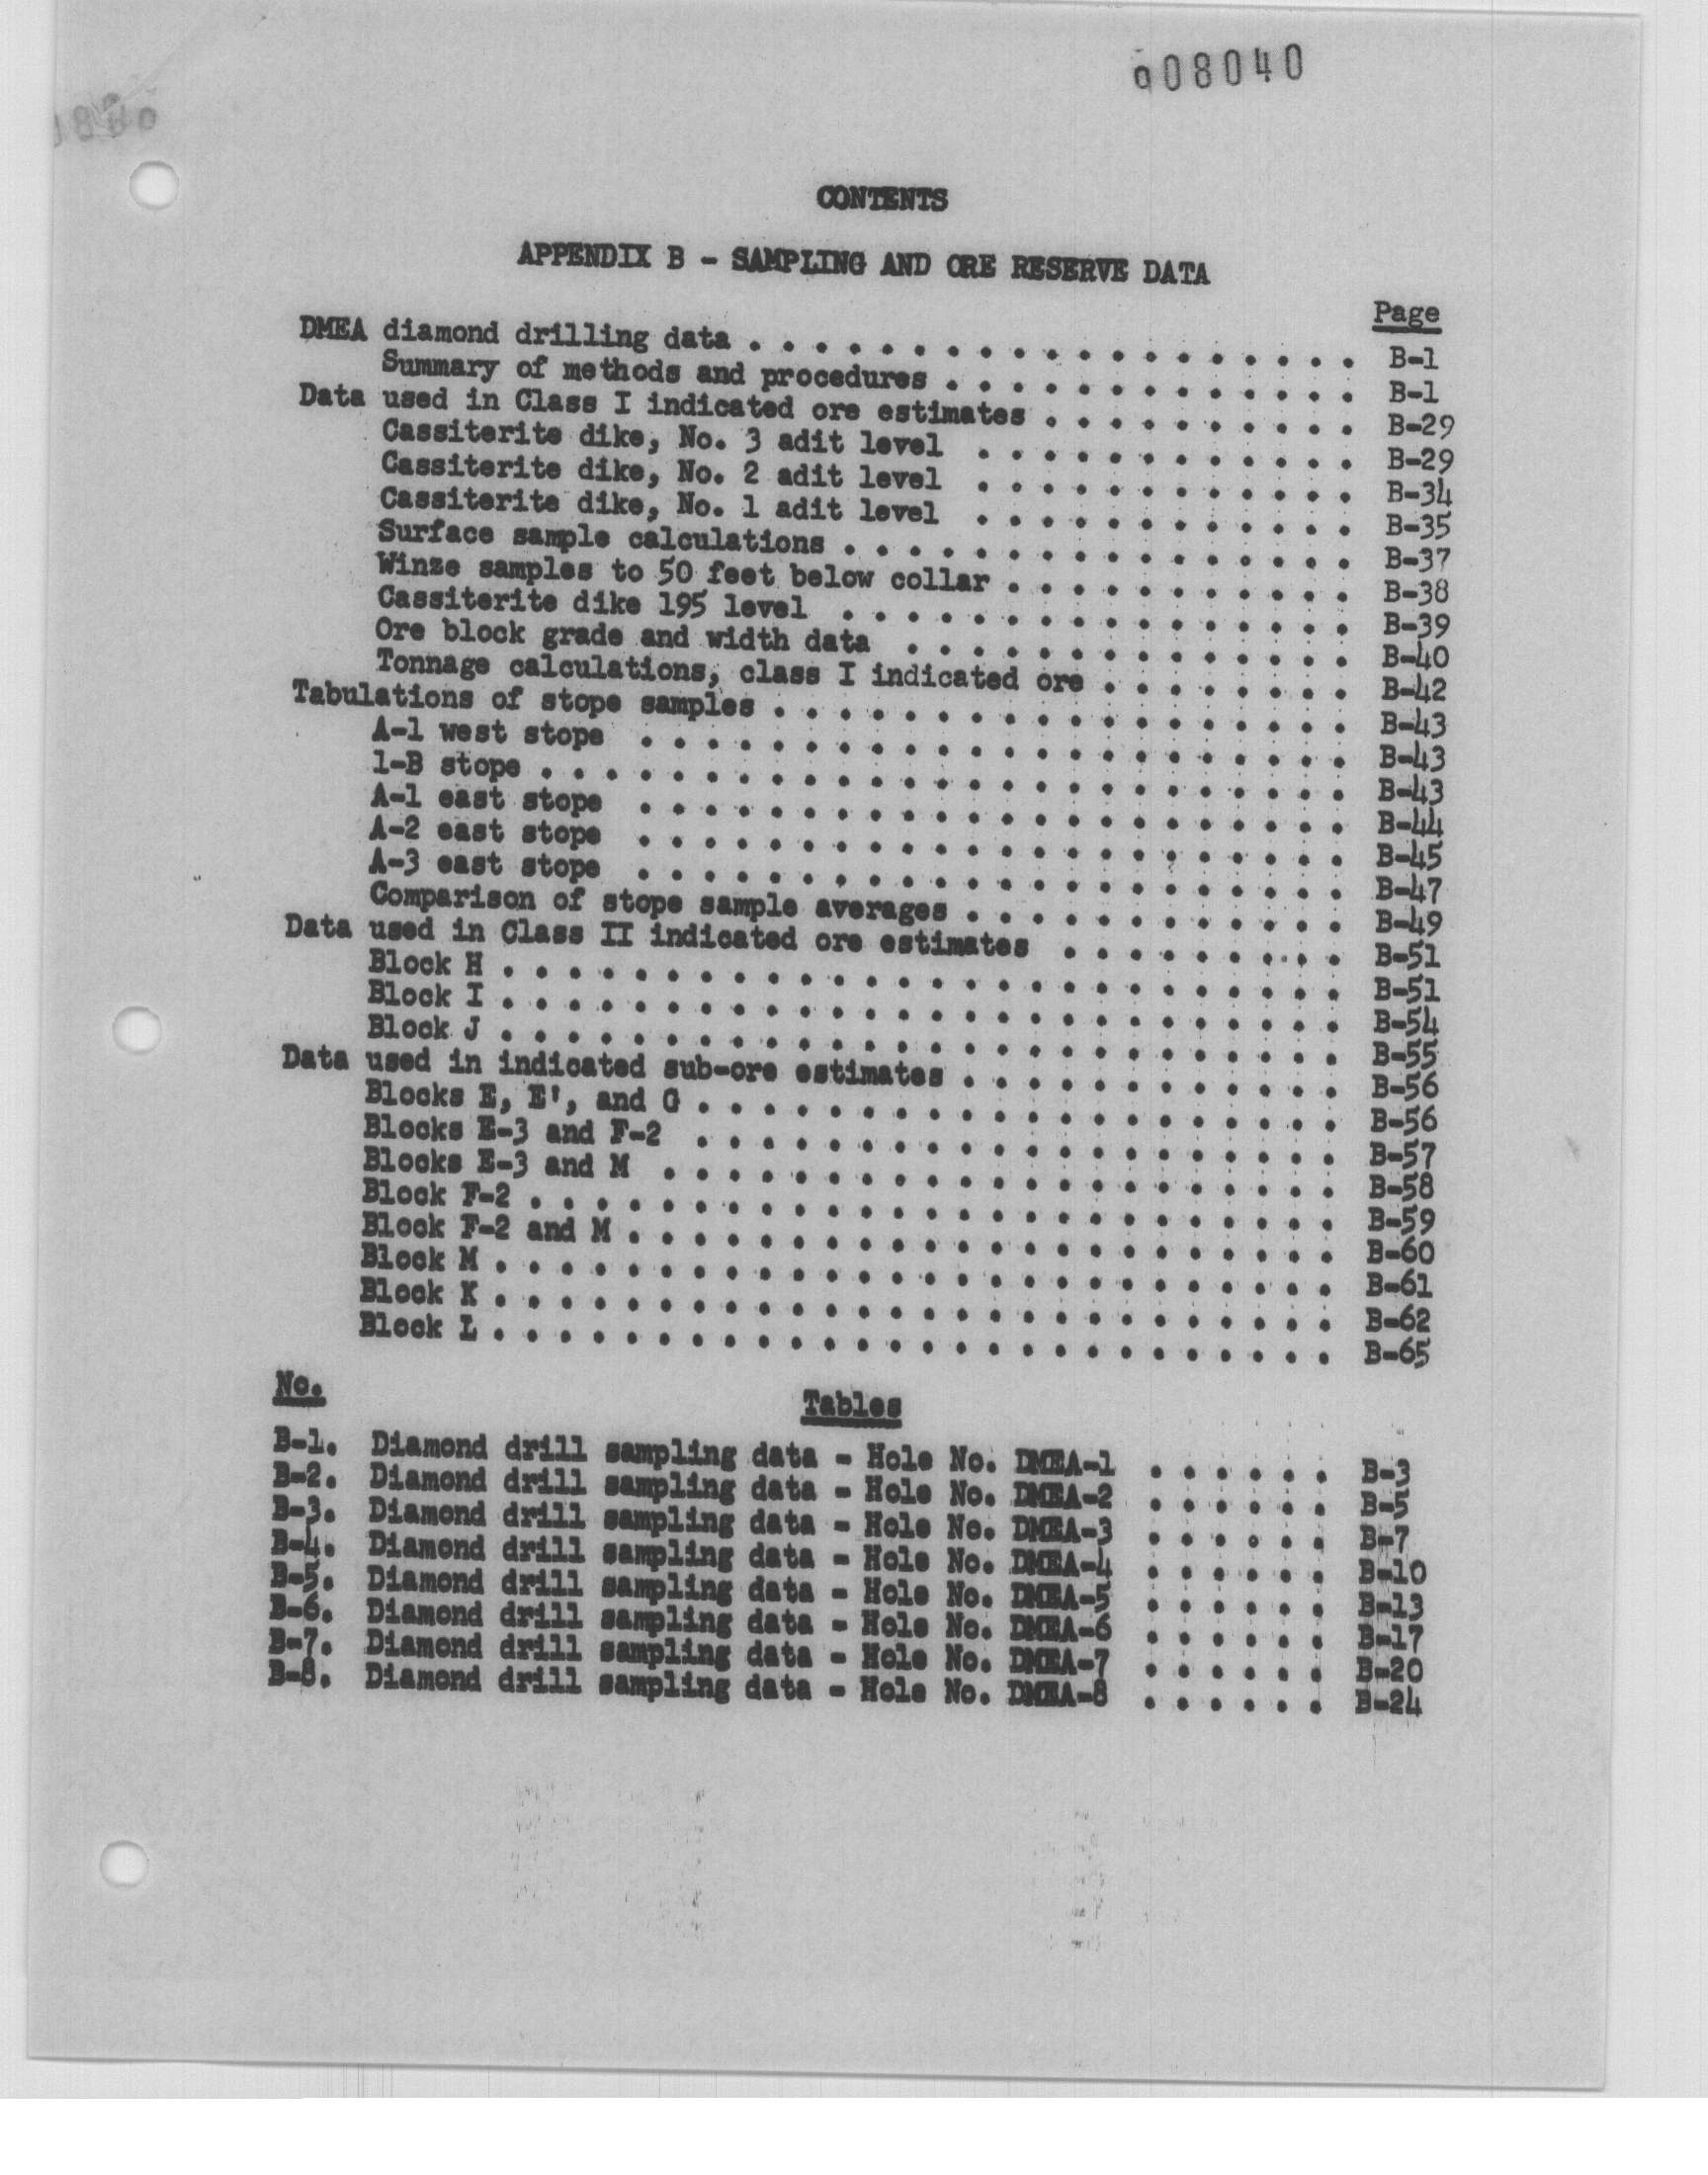 908040
CONTENTS
APPENDIX B - SAMPLING AND ORE RESERVE DATA
Page
DMEA diamond drilling data . . . . . . . . . . . . . . . . . . . B-1
Summary of methods and procedures . . . . . . . . . . . . . B-1
Data used in Class I indicated ore estimates . . . . . . . . . . B-29
Cassiterite dike, No. 3 adit level . . . . . . . . . . . . B-29
Cassiterite dike, No. 2 adit level . . . . . . . . . . . . B-34
Cassiterite dike, No. 1 adit level . . . . . . . . . . . . B-35
Surface sample calculations . . . . . . . . . . . . . . . . B-37
Winze samples to 50 feet below collar . . . . . . . . . . . B-38
Cassiterite dike 195 level . . . . . . . . . . . . . . . . B-39
Ore block grade and width data . . . . . . . . . . . . . . B-40
Tonnage calculations, class I indicated ore . . . . . . . . B-42
Tabulations of stope samples . . . . . . . . . . . . . . . . . . B-43
A-1 west stope . . . . . . . . . . . . . . . . . . . . . . B-43
1-B stope . . . . . . . . . . . . . . . . . . . . . . . . . B-43
A-1 east stope . . . . . . . . . . . . . . . . . . . . . . B-44
A-2 east stope . . . . . . . . . . . . . . . . . . . . . . B-45
A-3 east stope . . . . . . . . . . . . . . . . . . . . . . B-47
Comparison of stope sample averages . . . . . . . . . . . . B-49
Data used in Class II indicated ore estimates . . . . . . . . . B-51
Block H . . . . . . . . . . . . . . . . . . . . . . . . . . B-51
Block I . . . . . . . . . . . . . . . . . . . . . . . . . . B-54
Block J . . . . . . . . . . . . . . . . . . . . . . . . . . B-55
Data used in indicated sub-ore estimates . . . . . . . . . . . . B-56
Blocks E, E', and G . . . . . . . . . . . . . . . . . . . . B-56
Blocks E-3 and F-2 . . . . . . . . . . . . . . . . . . . . B-57
Blocks E-3 and M . . . . . . . . . . . . . . . . . . . . . B-58
Block F-2 . . . . . . . . . . . . . . . . . . . . . . . . . B-59
Block F-2 and M . . . . . . . . . . . . . . . . . . . . . . B-60
Block M . . . . . . . . . . . . . . . . . . . . . . . . . . B-61
Block K . . . . . . . . . . . . . . . . . . . . . . . . . . B-62
Block L . . . . . . . . . . . . . . . . . . . . . . . . . . B-65
No. Tables
B-1. Diamond drill sampling data - Hole No. DMEA-1 . . . . . . B-3
B-2. Diamond drill sampling data - Hole No. DMEA-2 . . . . . . B-5
B-3. Diamond drill sampling data - Hole No. DMEA-3 . . . . . . B-7
B-4. Diamond drill sampling data - Hole No. DMEA-4 . . . . . . B-10
B-5. Diamond drill sampling data - Hole No. DMEA-5 . . . . . . B-13
B-6. Diamond drill sampling data - Hole No. DMEA-6 . . . . . . B-17
B-7. Diamond drill sampling data - Hole No. DMEA-7 . . . . . . B-20
B-8. Diamond drill sampling data - Hole No. DMEA-8 . . . . . . B-24